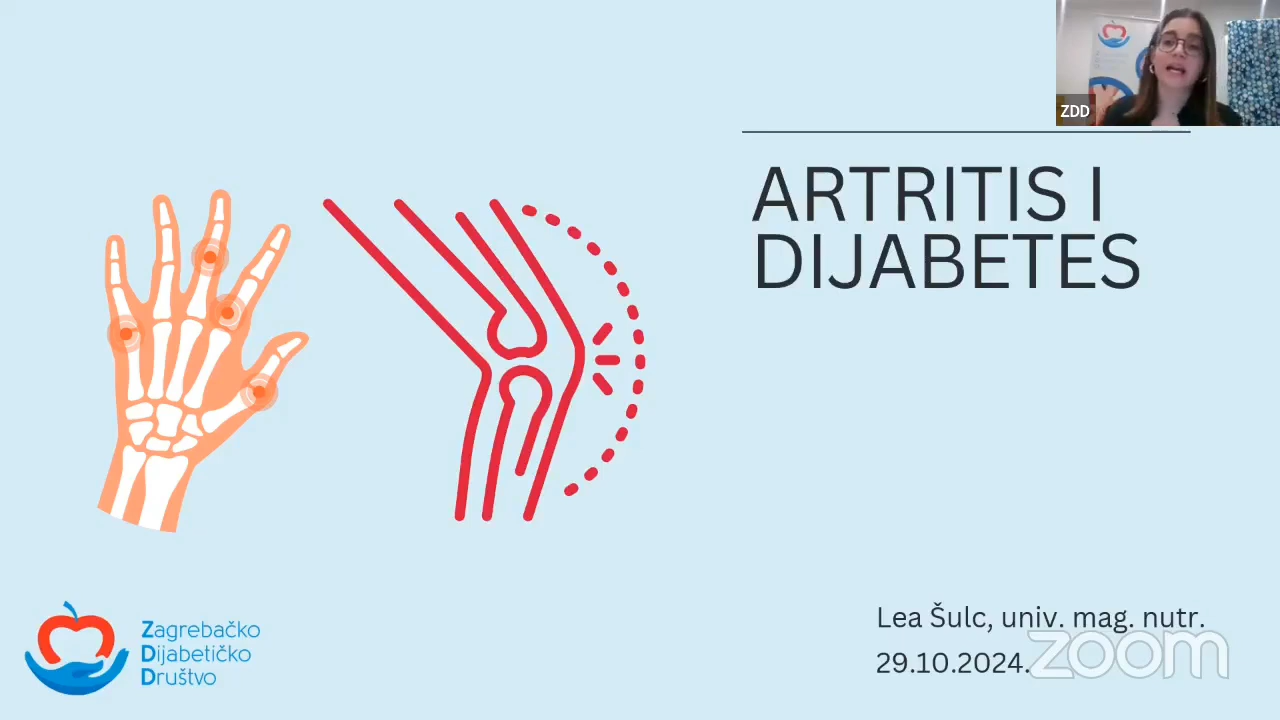 ZDD
ARTRITIS I
DIJABETES
Zagrebačko
Dijabetičko
Društvo
Lea Šulc, univ. mag. nutr.
29.10.2024.
zoom